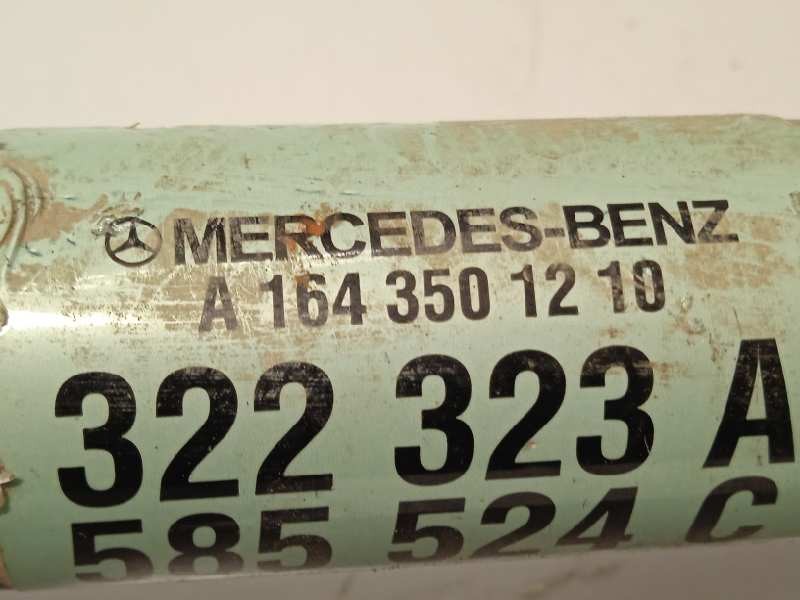 MERCEDES-BENZ
A 164 350 12 10
322 323 A
585 524 C